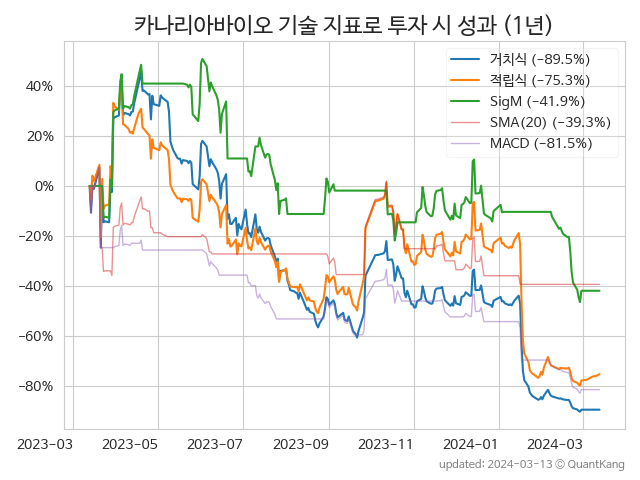 카나리아바이오 기술 지표로 투자 시 성과 (1년)
거치식 (−89.5%)
적립식 (−75.3%)
SigM (−41.9%)
SMA(20) (−39.3%)
MACD (−81.5%)
40%
20%
0%
−20%
−40%
−60%
−80%
2023−03 2023−05 2023−07 2023−09 2023−11 2024−01 2024−03
updated: 2024−03−13 ⓒ QuantKang